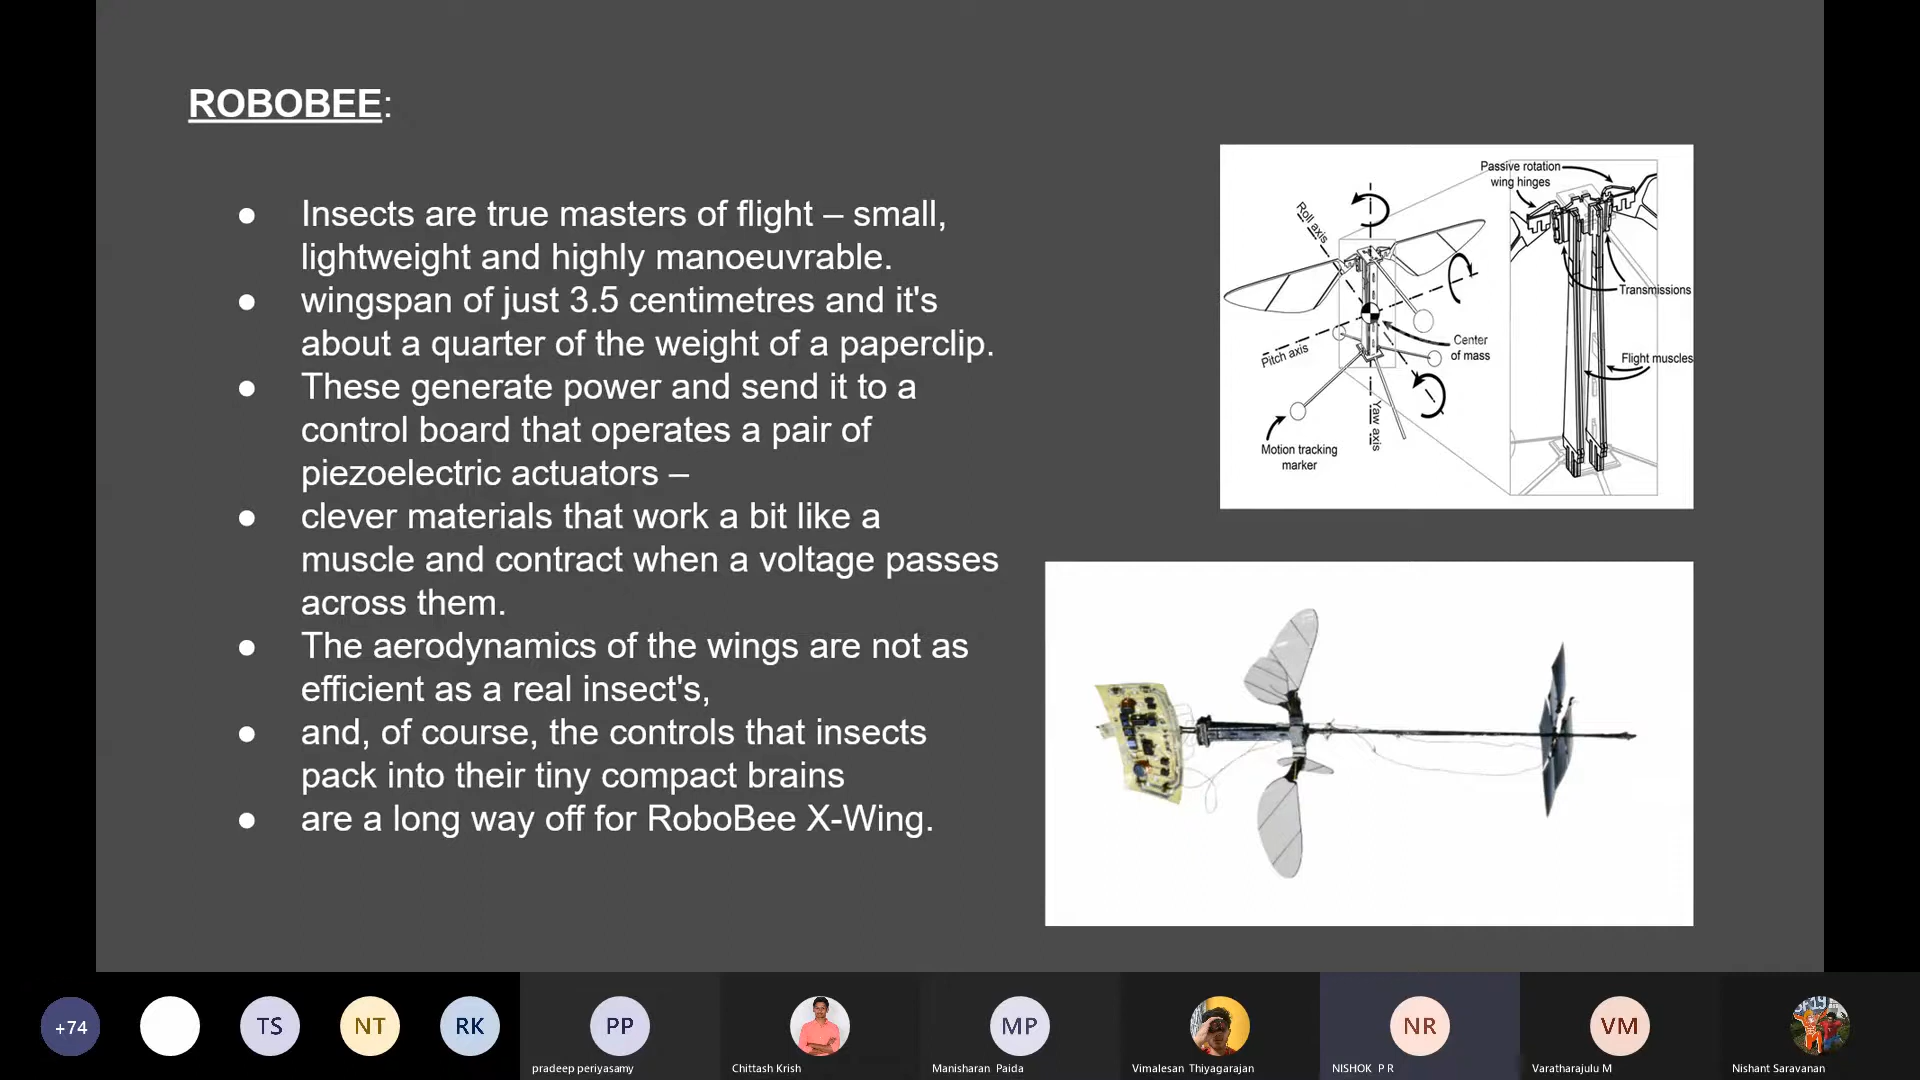 ROBOBEE:
● Insects are true masters of flight – small,
lightweight and highly manoeuvrable.
● wingspan of just 3.5 centimetres and it's
about a quarter of the weight of a paperclip.
● These generate power and send it to a
control board that operates a pair of
piezoelectric actuators –
● clever materials that work a bit like a
muscle and contract when a voltage passes
across them.
● The aerodynamics of the wings are not as
efficient as a real insect's,
● and, of course, the controls that insects
pack into their tiny compact brains
● are a long way off for RoboBee X-Wing.
Roll axis
Pitch axis
Yaw axis
Center
of mass
Motion tracking
marker
Passive rotation
wing hinges
Transmissions
Flight muscles
+74
TS
NT
RK
PP
pradeep periyasamy
Chittash Krish
MP
Manisharan Paida
Vimalesan Thiyagarajan
NR
NISHOK P R
VM
Varatharajulu M
Nishant Saravanan